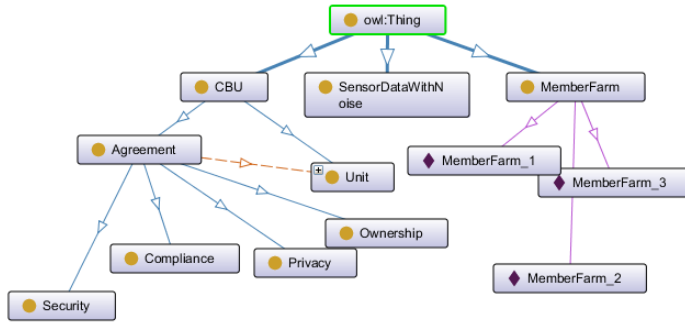 owl:Thing
CBU
SensorDataWithN
oise
MemberFarm
Agreement
MemberFarm_1
Unit
MemberFarm_3
Ownership
Compliance
Privacy
MemberFarm_2
Security